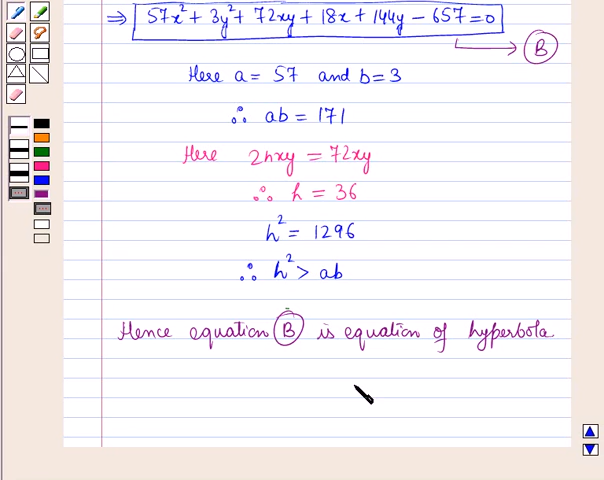 ⇒ 57x² + 3y² + 72xy + 18x + 144y - 657 = 0
B
Here a = 57 and b = 3
∴ ab = 171
Here 2hxy = 72xy
∴ h = 36
h² = 1296
∴ h² > ab
Hence equation B is equation of hyperbola